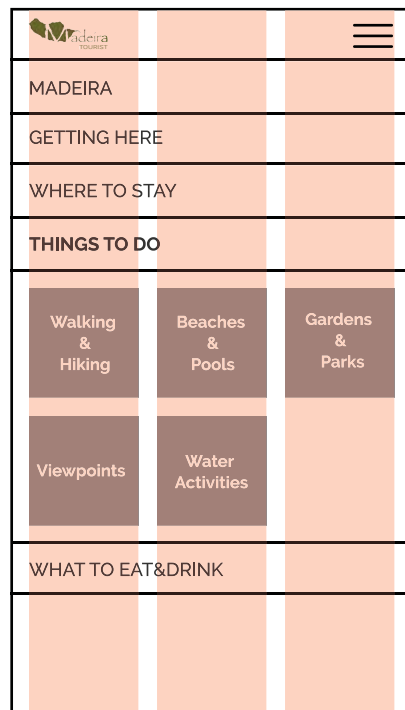 Madeira
TOURIST
MADEIRA
GETTING HERE
WHERE TO STAY
THINGS TO DO
Walking
&
Hiking
Beaches
&
Pools
Gardens
&
Parks
Viewpoints
Water
Activities
WHAT TO EAT&DRINK